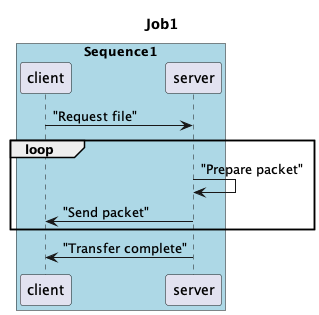 Job1
Sequence1
client
server
"Request file"
loop
"Prepare packet"
"Send packet"
"Transfer complete"
client
server